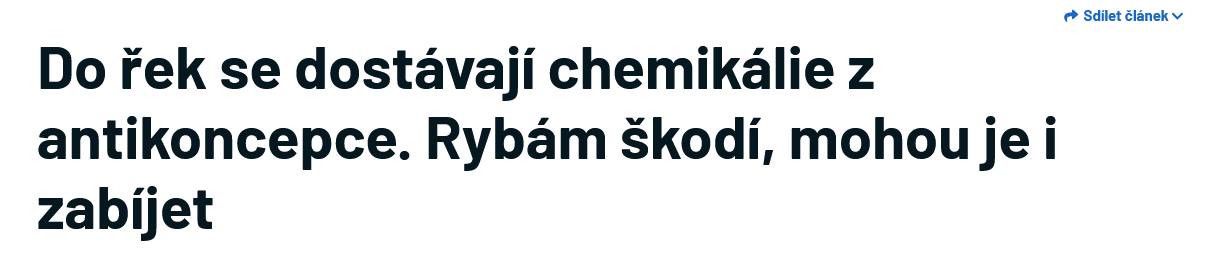 Sdílet článek
Do řek se dostávají chemikálie z
antikoncepce. Rybám škodí, mohou je i
zabíjet